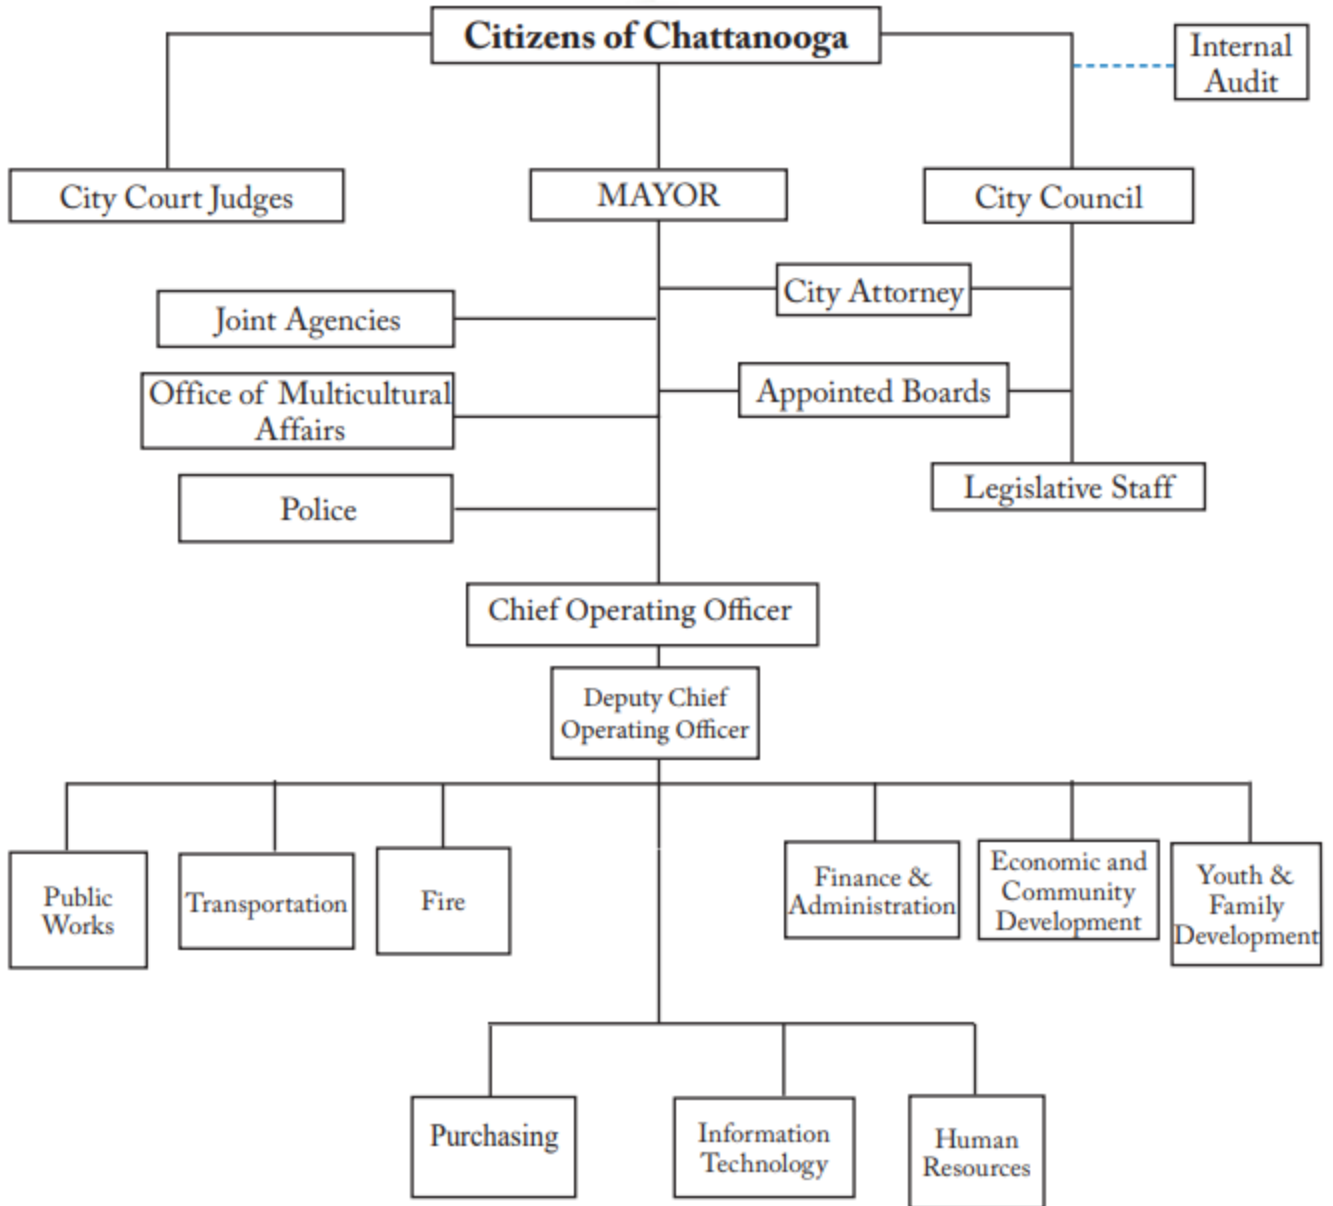 Citizens of Chattanooga
Internal
Audit
City Court Judges
MAYOR
City Council
City Attorney
Joint Agencies
Office of Multicultural
Affairs
Appointed Boards
Police
Legislative Staff
Chief Operating Officer
Deputy Chief
Operating Officer
Public
Works
Transportation
Fire
Finance &
Administration
Economic and
Community
Development
Youth &
Family
Development
Purchasing
Information
Technology
Human
Resources